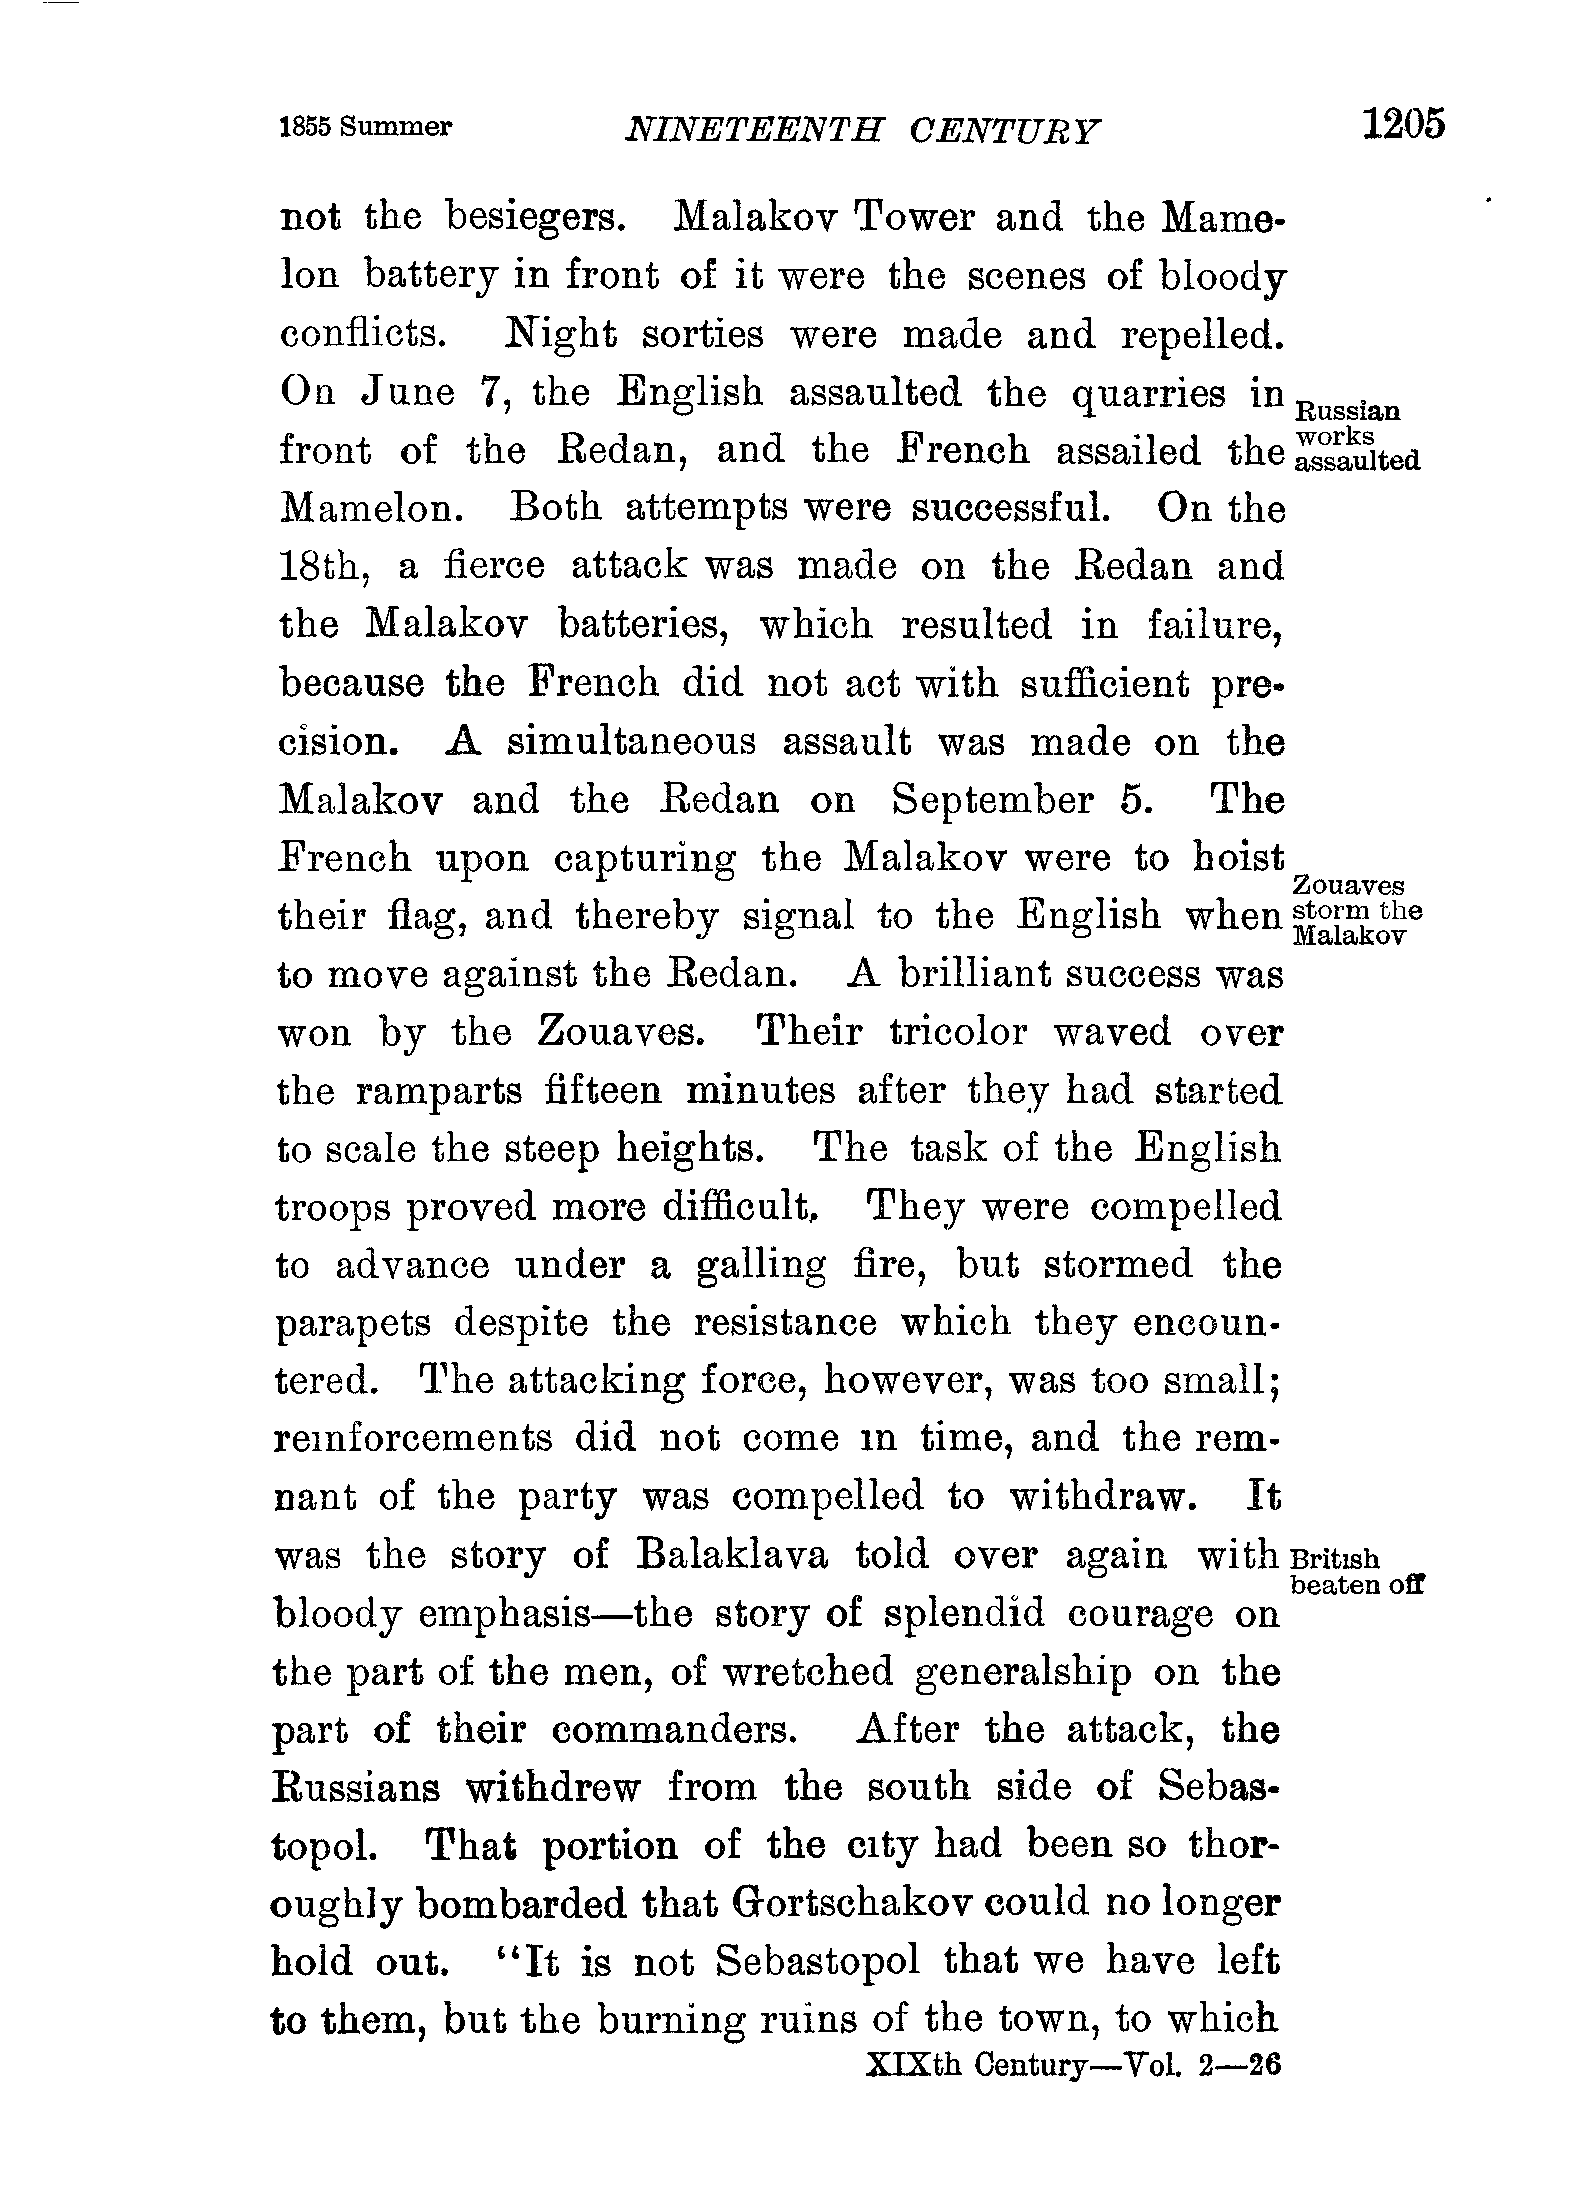 1855 Summer NINETEENTH CENTURY 1205
not the besiegers. Malakov Tower and the Mame-
lon battery in front of it were the scenes of bloody
conflicts. Night sorties were made and repelled.
On June 7, the English assaulted the quarries in
front of the Redan, and the French assailed the
Russian
works
assaulted
Mamelon. Both attempts were successful. On the
18th, a fierce attack was made on the Redan and
the Malakov batteries, which resulted in failure,
because the French did not act with sufficient pre-
cision. A simultaneous assault was made on the
Malakov and the Redan on September 5. The
French upon capturing the Malakov were to hoist
their flag, and thereby signal to the English when
Zouaves
storm the
Malakov
to move against the Redan. A brilliant success was
won by the Zouaves. Their tricolor waved over
the ramparts fifteen minutes after they had started
to scale the steep heights. The task of the English
troops proved more difficult. They were compelled
to advance under a galling fire, but stormed the
parapets despite the resistance which they encoun-
tered. The attacking force, however, was too small;
reinforcements did not come in time, and the rem-
nant of the party was compelled to withdraw. It
was the story of Balaklava told over again with
British
beaten off
bloody emphasis—the story of splendid courage on
the part of the men, of wretched generalship on the
part of their commanders. After the attack, the
Russians withdrew from the south side of Sebas-
topol. That portion of the city had been so thor-
oughly bombarded that Gortschakov could no longer
hold out. "It is not Sebastopol that we have left
to them, but the burning ruins of the town, to which
XIXth Century—Vol. 2—26